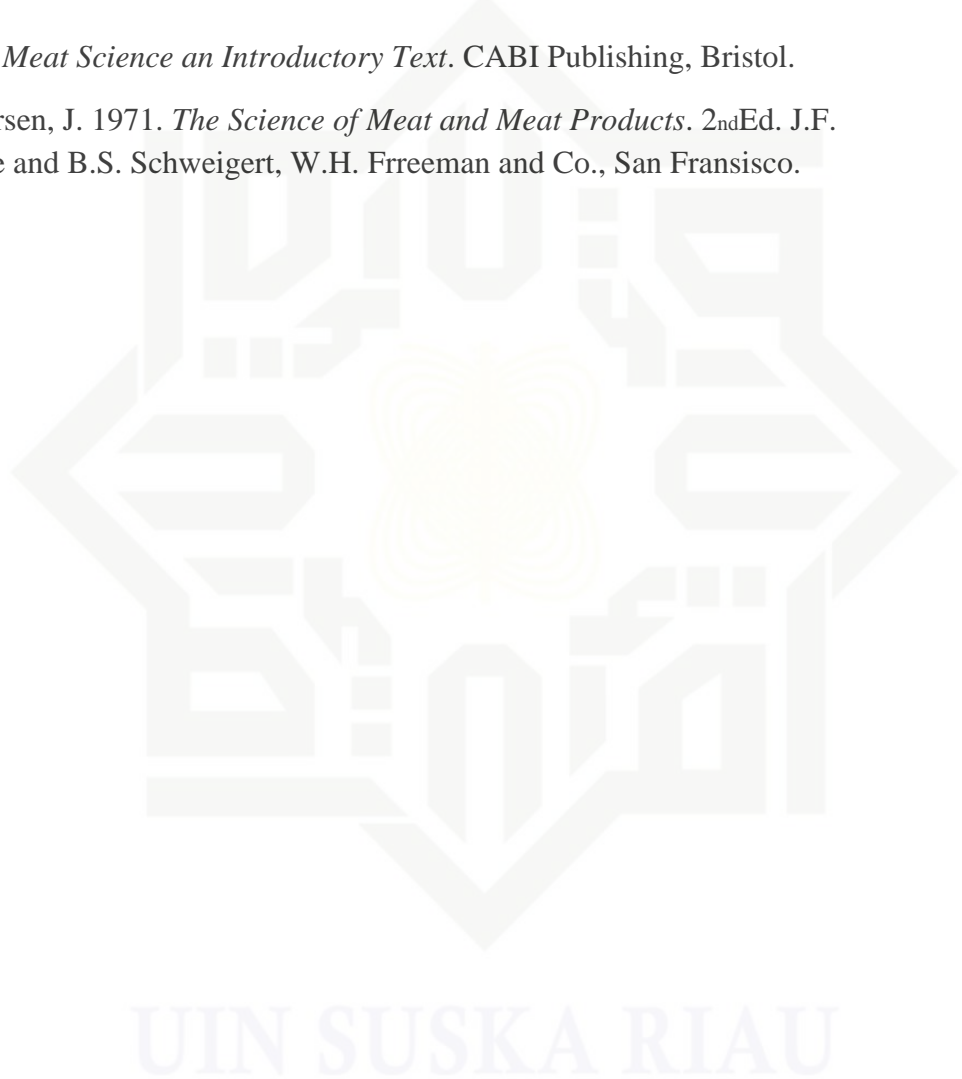 Meat Science an Introductory Text. CABI Publishing, Bristol.
rsen, J. 1971. The Science of Meat and Meat Products. 2ndEd. J.F.
e and B.S. Schweigert, W.H. Frreeman and Co., San Fransisco.
UIN SUSKA RIAU